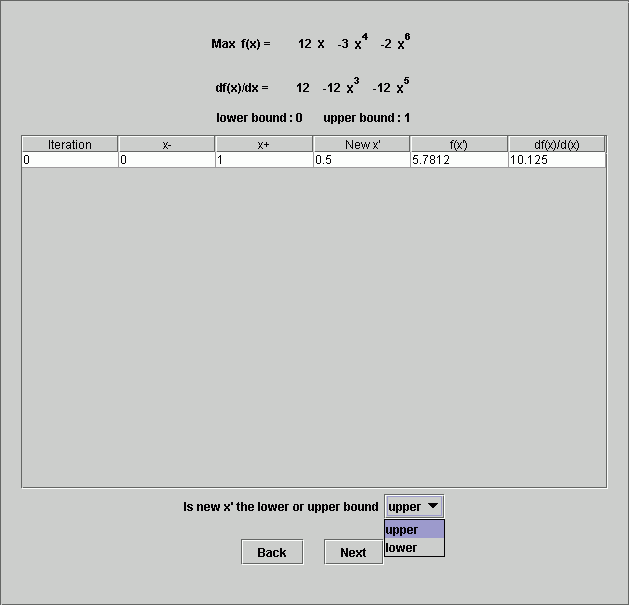 Max f(x) = 12 x -3 x^4 -2 x^6
df(x)/dx = 12 -12 x^3 -12 x^5
lower bound : 0 upper bound : 1
Iteration x- x+ New x' f(x') df(x)/d(x)
0 0 1 0.5 5.7812 10.125
Is new x' the lower or upper bound upper
upper
lower
Back Next